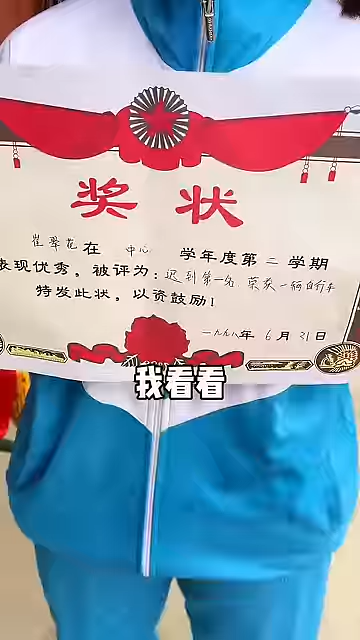 奖状
崔翠花在 中心 学年度第二学期
表现优秀，被评为：迟到第一名 荣获一辆自行车
特发此状，以资鼓励！
一九九八年6月31日
我看看